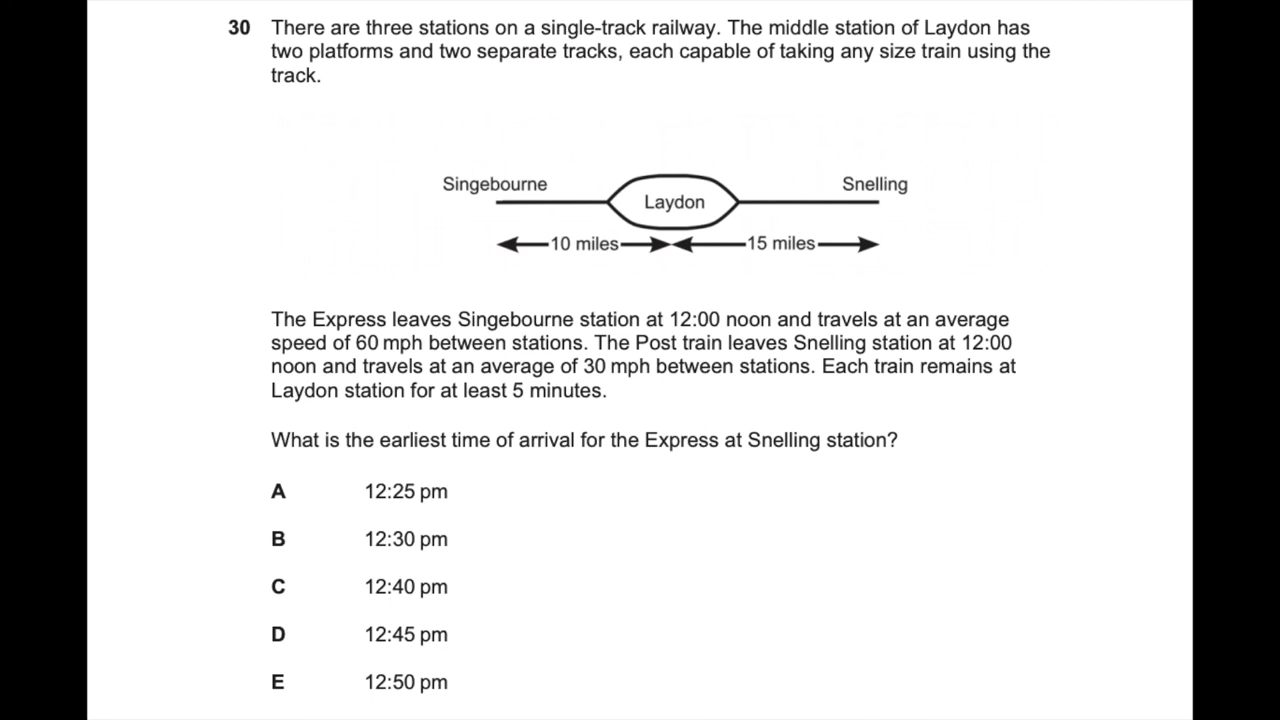 30 There are three stations on a single-track railway. The middle station of Laydon has
two platforms and two separate tracks, each capable of taking any size train using the
track.
Singebourne Laydon Snelling
10 miles 15 miles
The Express leaves Singebourne station at 12:00 noon and travels at an average
speed of 60 mph between stations. The Post train leaves Snelling station at 12:00
noon and travels at an average of 30 mph between stations. Each train remains at
Laydon station for at least 5 minutes.
What is the earliest time of arrival for the Express at Snelling station?
A 12:25 pm
B 12:30 pm
C 12:40 pm
D 12:45 pm
E 12:50 pm